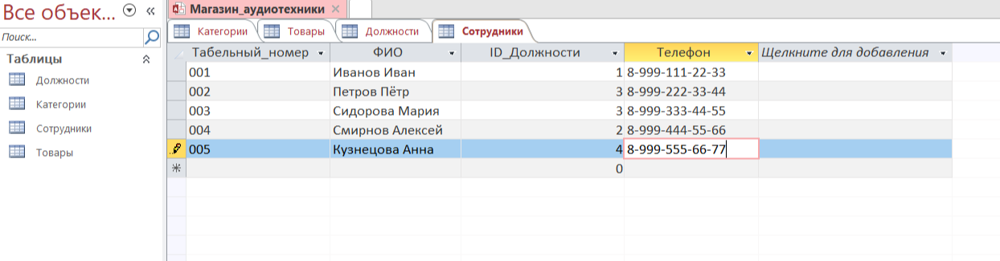 Все объек...
Поиск...
Таблицы
Должности
Категории
Сотрудники
Товары
Магазин_аудиотехники
Категории Товары Должности Сотрудники
Табельный_номер ФИО ID_Должности Телефон Щелкните для добавления
001 Иванов Иван 1 8-999-111-22-33
002 Петров Пётр 3 8-999-222-33-44
003 Сидорова Мария 3 8-999-333-44-55
004 Смирнов Алексей 2 8-999-444-55-66
005 Кузнецова Анна 4 8-999-555-66-77
0